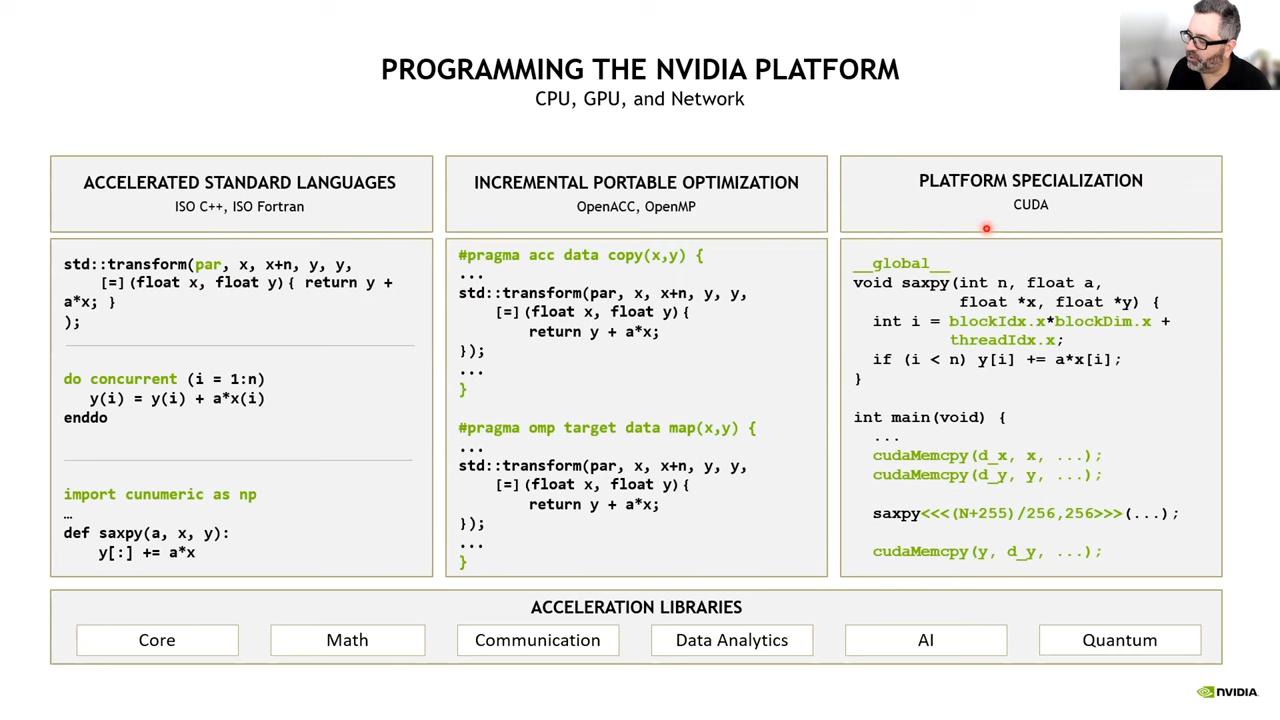 PROGRAMMING THE NVIDIA PLATFORM
CPU, GPU, and Network
ACCELERATED STANDARD LANGUAGES
ISO C++, ISO Fortran
std::transform(par, x, x+n, y, y,
[=](float x, float y){ return y +
a*x; }
);
do concurrent (i = 1:n)
y(i) = y(i) + a*x(i)
enddo
import cunumeric as np
…
def saxpy(a, x, y):
y[:] += a*x
INCREMENTAL PORTABLE OPTIMIZATION
OpenACC, OpenMP
#pragma acc data copy(x,y) {
...
std::transform(par, x, x+n, y, y,
[=](float x, float y){
return y + a*x;
});
...
}
#pragma omp target data map(x,y) {
...
std::transform(par, x, x+n, y, y,
[=](float x, float y){
return y + a*x;
});
...
}
PLATFORM SPECIALIZATION
CUDA
__global__
void saxpy(int n, float a,
float *x, float *y) {
int i = blockIdx.x*blockDim.x +
threadIdx.x;
if (i < n) y[i] += a*x[i];
}
int main(void) {
...
cudaMemcpy(d_x, x, ...);
cudaMemcpy(d_y, y, ...);
saxpy<<<(N+255)/256,256>>>(...);
cudaMemcpy(y, d_y, ...);
ACCELERATION LIBRARIES
Core
Math
Communication
Data Analytics
AI
Quantum
NVIDIA.